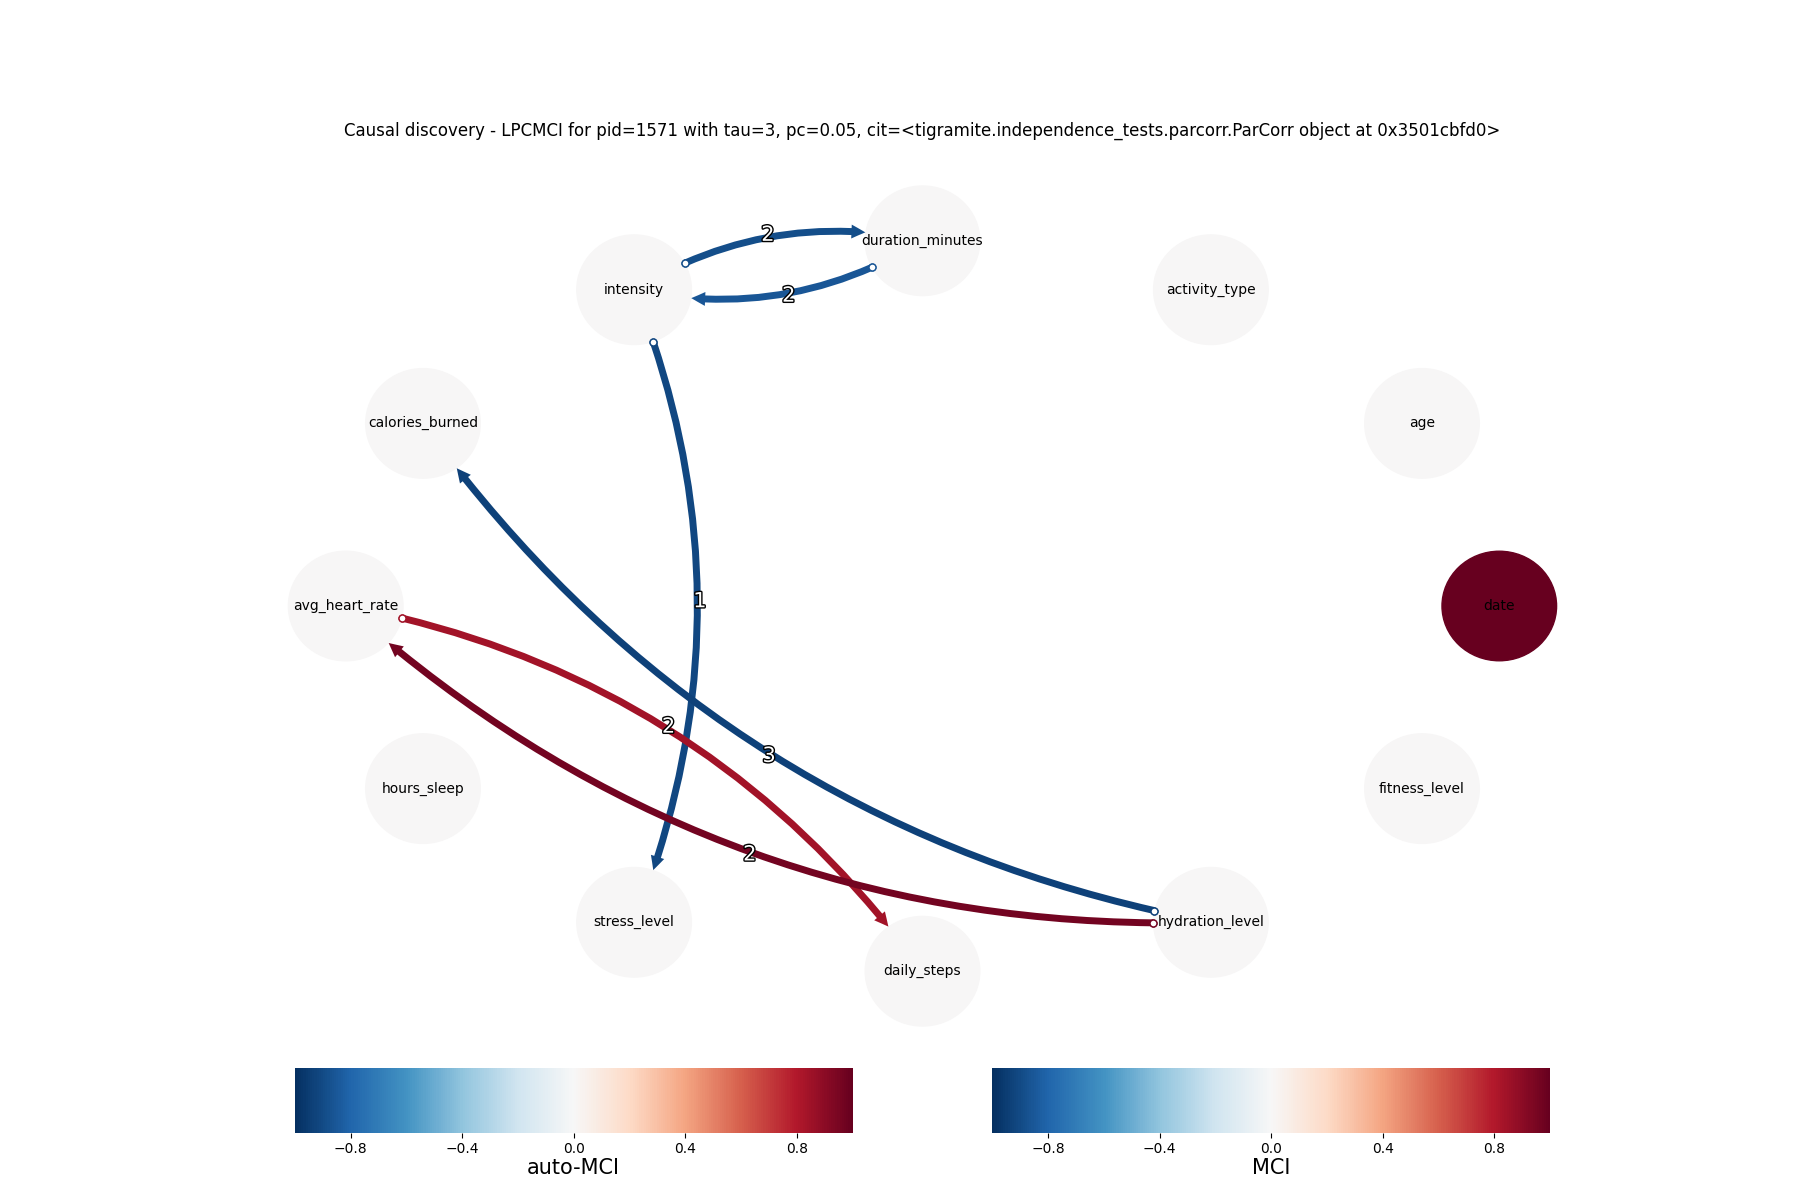 Causal discovery - LPCMCI for pid=1571 with tau=3, pc=0.05, cit=<tigramite.independence_tests.parcorr.ParCorr object at 0x3501cbfd0>
2
duration_minutes
intensity
activity_type
2
calories_burned
age
1
avg_heart_rate
date
2
3
hours_sleep
fitness_level
2
stress_level
hydration_level
daily_steps
−0.8 −0.4 0.0 0.4 0.8
auto-MCI
−0.8 −0.4 0.0 0.4 0.8
MCI